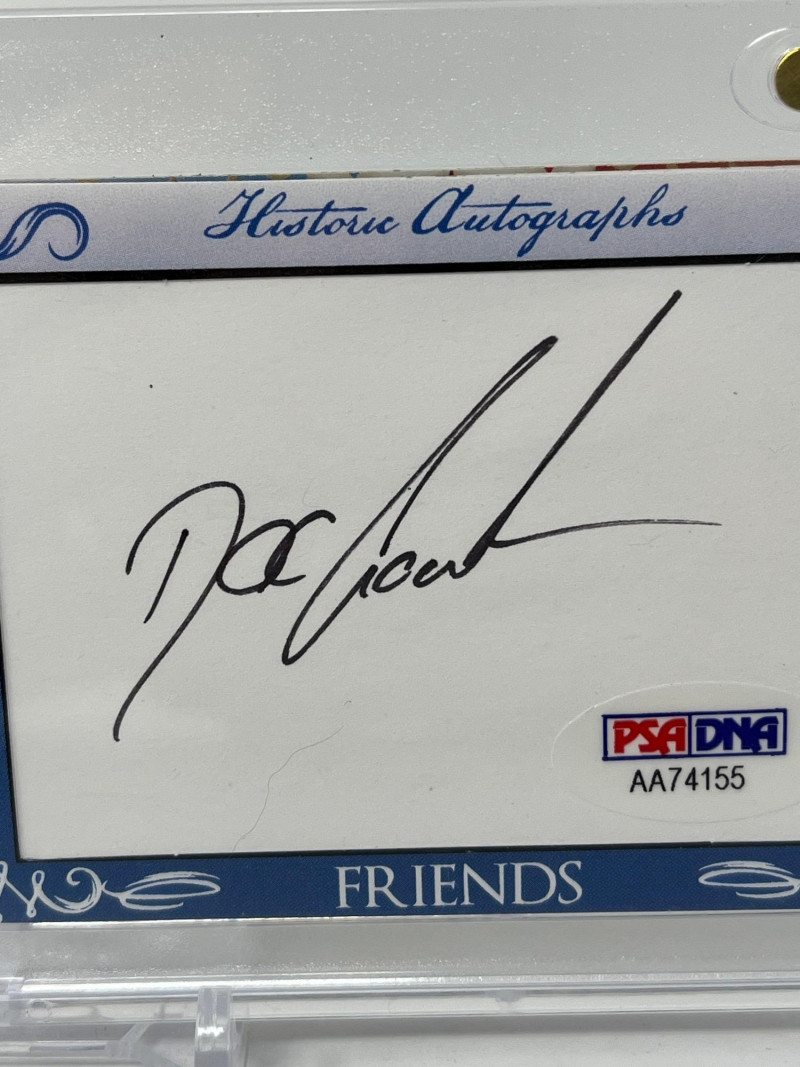 Historic Autographs
PSA DNA
AA74155
FRIENDS